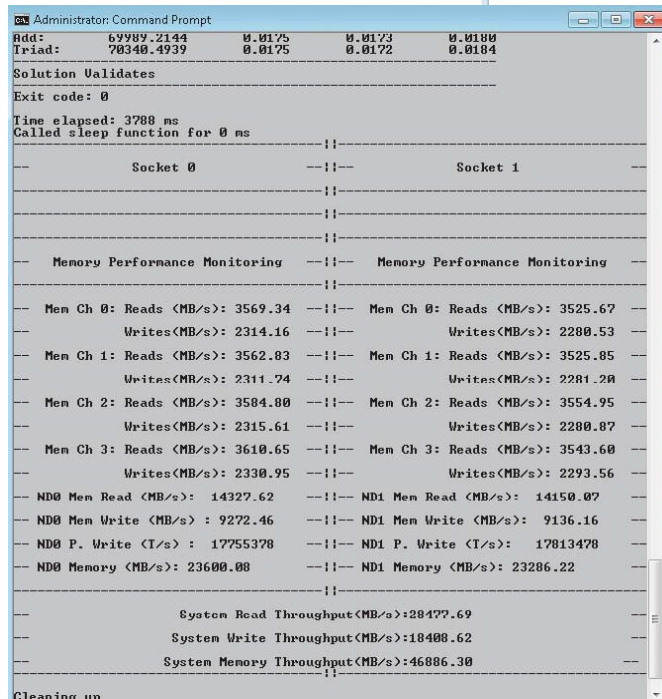 Administrator: Command Prompt
Add: 69989.2144 0.0175 0.0173 0.0180
Triad: 70340.4939 0.0175 0.0172 0.0184
-------------------------------------------------------------
Solution Validates
-------------------------------------------------------------
Exit code: 0
Time elapsed: 3788 ms
Called sleep function for 0 ms
---------------------------------------||---------------------------------------
-- Socket 0 --||-- Socket 1 --
---------------------------------------||---------------------------------------
---------------------------------------||---------------------------------------
---------------------------------------||---------------------------------------
-- Memory Performance Monitoring --||-- Memory Performance Monitoring --
---------------------------------------||---------------------------------------
-- Mem Ch 0: Reads (MB/s): 3569.34 --||-- Mem Ch 0: Reads (MB/s): 3525.67 --
-- Writes(MB/s): 2314.16 --||-- Writes(MB/s): 2280.53 --
-- Mem Ch 1: Reads (MB/s): 3562.83 --||-- Mem Ch 1: Reads (MB/s): 3525.85 --
-- Writes(MB/s): 2311.74 --||-- Writes(MB/s): 2281.20 --
-- Mem Ch 2: Reads (MB/s): 3584.80 --||-- Mem Ch 2: Reads (MB/s): 3554.95 --
-- Writes(MB/s): 2315.61 --||-- Writes(MB/s): 2280.87 --
-- Mem Ch 3: Reads (MB/s): 3610.65 --||-- Mem Ch 3: Reads (MB/s): 3543.60 --
-- Writes(MB/s): 2330.95 --||-- Writes(MB/s): 2293.56 --
-- ND0 Mem Read (MB/s): 14327.62 --||-- ND1 Mem Read (MB/s): 14150.07 --
-- ND0 Mem Write (MB/s) : 9272.46 --||-- ND1 Mem Write (MB/s): 9136.16 --
-- ND0 P. Write (T/s) : 17755378 --||-- ND1 P. Write (T/s): 17813478 --
-- ND0 Memory (MB/s): 23600.08 --||-- ND1 Memory (MB/s): 23286.22 --
---------------------------------------||---------------------------------------
-- System Read Throughput(MB/s):28477.69 --
-- System Write Throughput(MB/s):18408.62 --
-- System Memory Throughput(MB/s):46886.30 --
---------------------------------------||---------------------------------------
Cleaning up